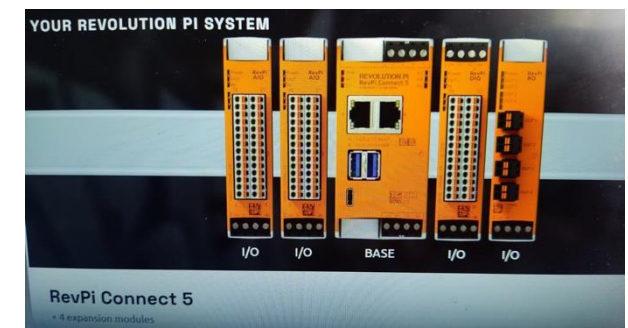 YOUR REVOLUTION PI SYSTEM
RevPi
AIO
RevPi
AIO
REVOLUTION PI
RevPi Connect 5
RevPi
DIO
RevPi
RO
I/O
I/O
BASE
I/O
I/O
RevPi Connect 5
+ 4 expansion modules